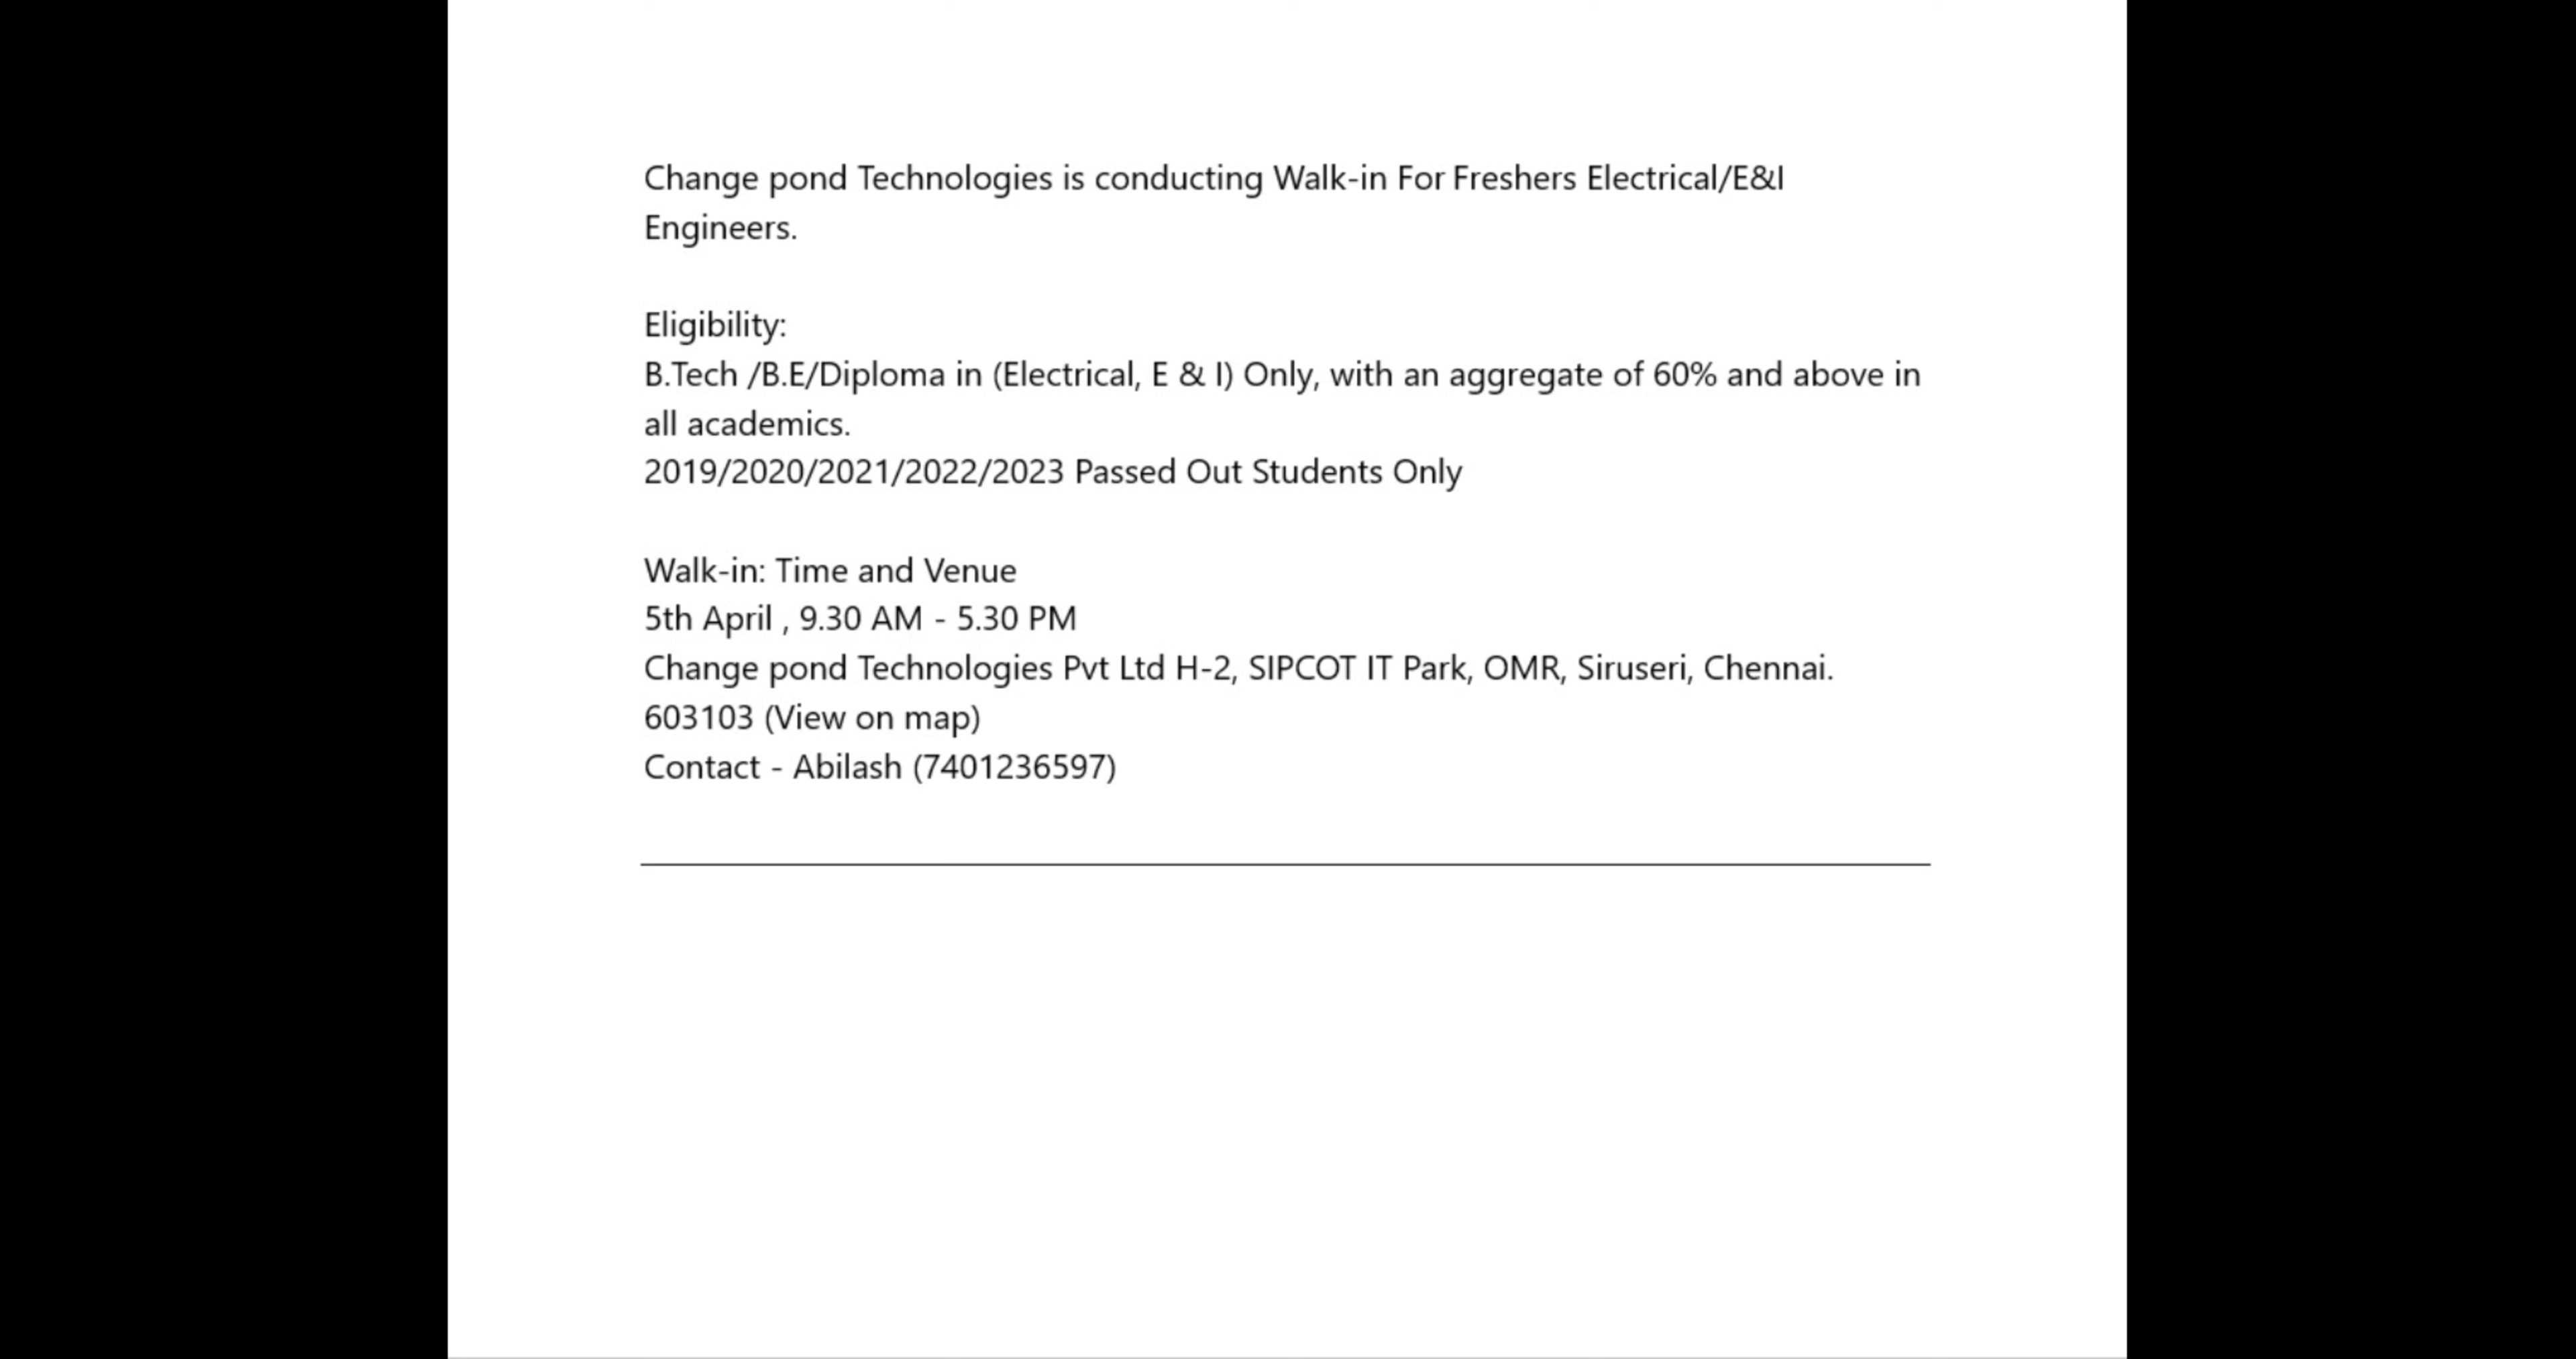 Change pond Technologies is conducting Walk-in For Freshers Electrical/E&I
Engineers.
Eligibility:
B.Tech /B.E/Diploma in (Electrical, E & I) Only, with an aggregate of 60% and above in
all academics.
2019/2020/2021/2022/2023 Passed Out Students Only
Walk-in: Time and Venue
5th April , 9.30 AM - 5.30 PM
Change pond Technologies Pvt Ltd H-2, SIPCOT IT Park, OMR, Siruseri, Chennai.
603103 (View on map)
Contact - Abilash (7401236597)